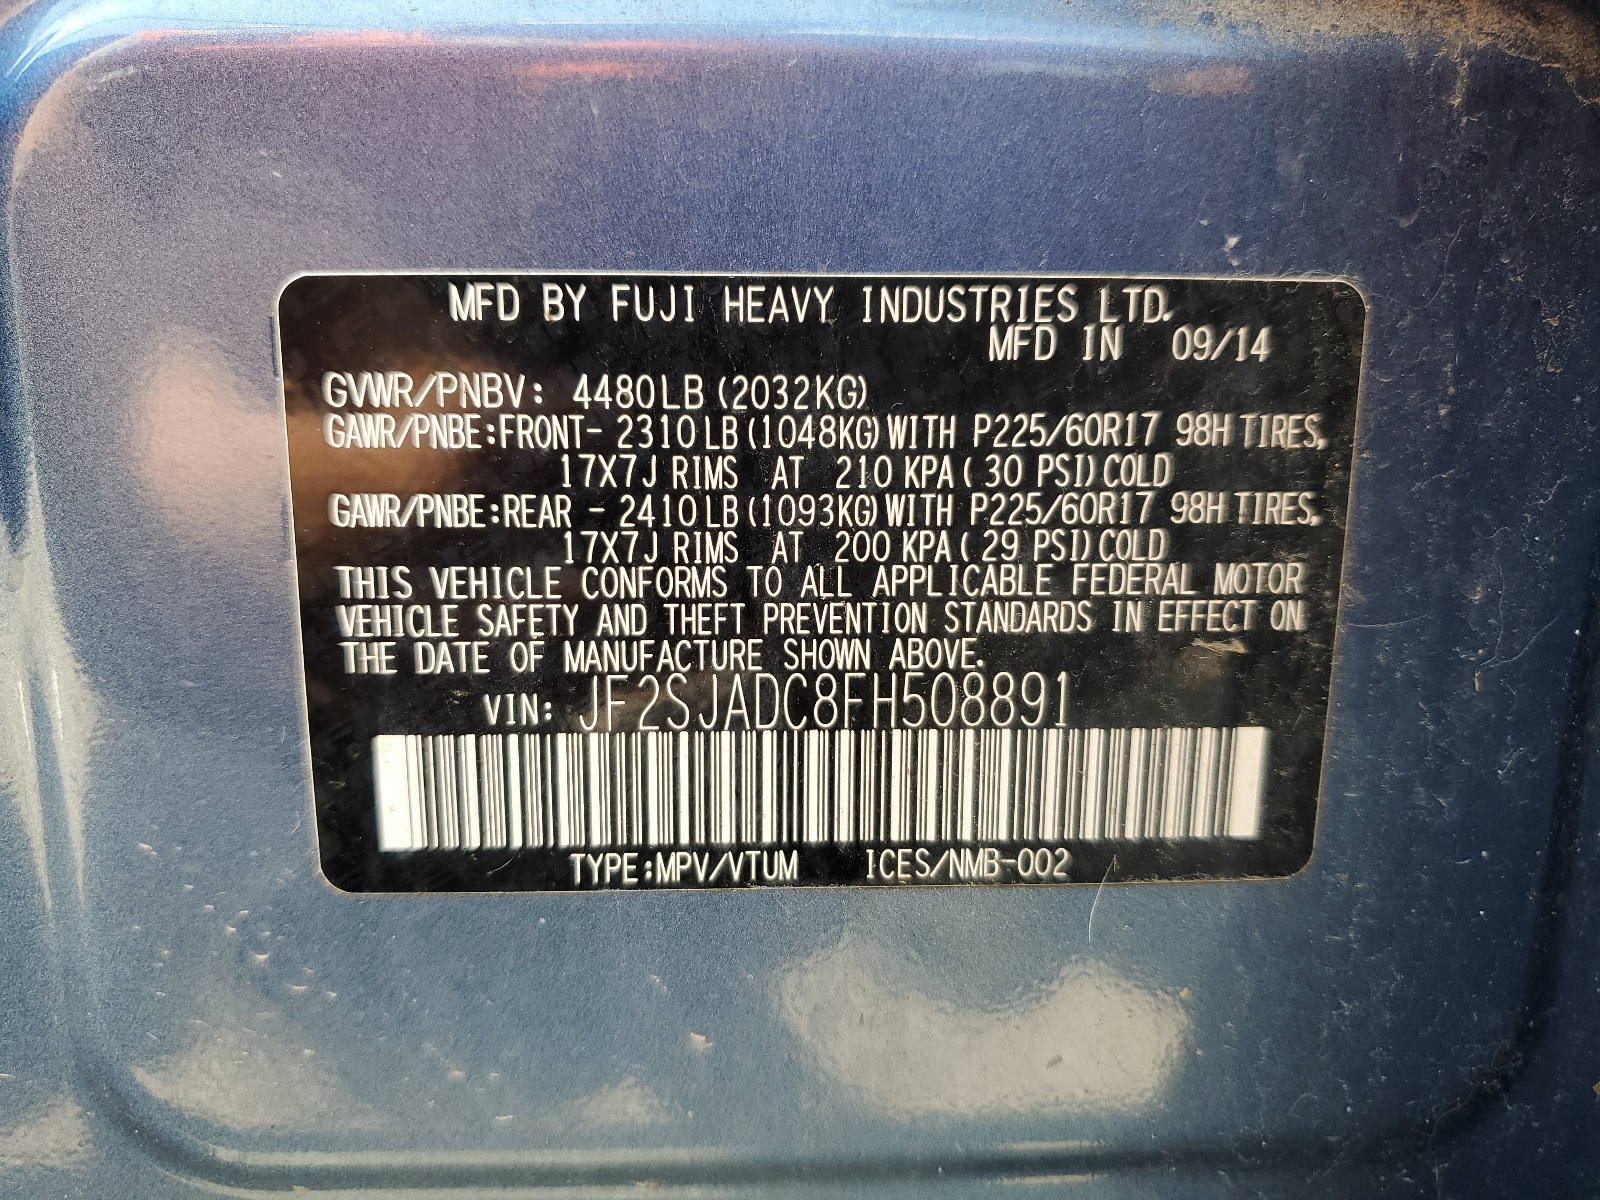 MFD BY FUJI HEAVY INDUSTRIES LTD.
MFD IN 09/14
GVWR/PNBV: 4480LB (2032KG)
GAWR/PNBE:FRONT- 2310LB (1048KG) WITH P225/60R17 98H TIRES,
17X7J RIMS AT 210 KPA ( 30 PSI) COLD
GAWR/PNBE:REAR - 2410LB (1093KG) WITH P225/60R17 98H TIRES,
17X7J RIMS AT 200 KPA ( 29 PSI) COLD
THIS VEHICLE CONFORMS TO ALL APPLICABLE FEDERAL MOTOR
VEHICLE SAFETY AND THEFT PREVENTION STANDARDS IN EFFECT ON
THE DATE OF MANUFACTURE SHOWN ABOVE.
VIN: JF2SJADC8FH508891
TYPE:MPV/VTUM ICES/NMB-002